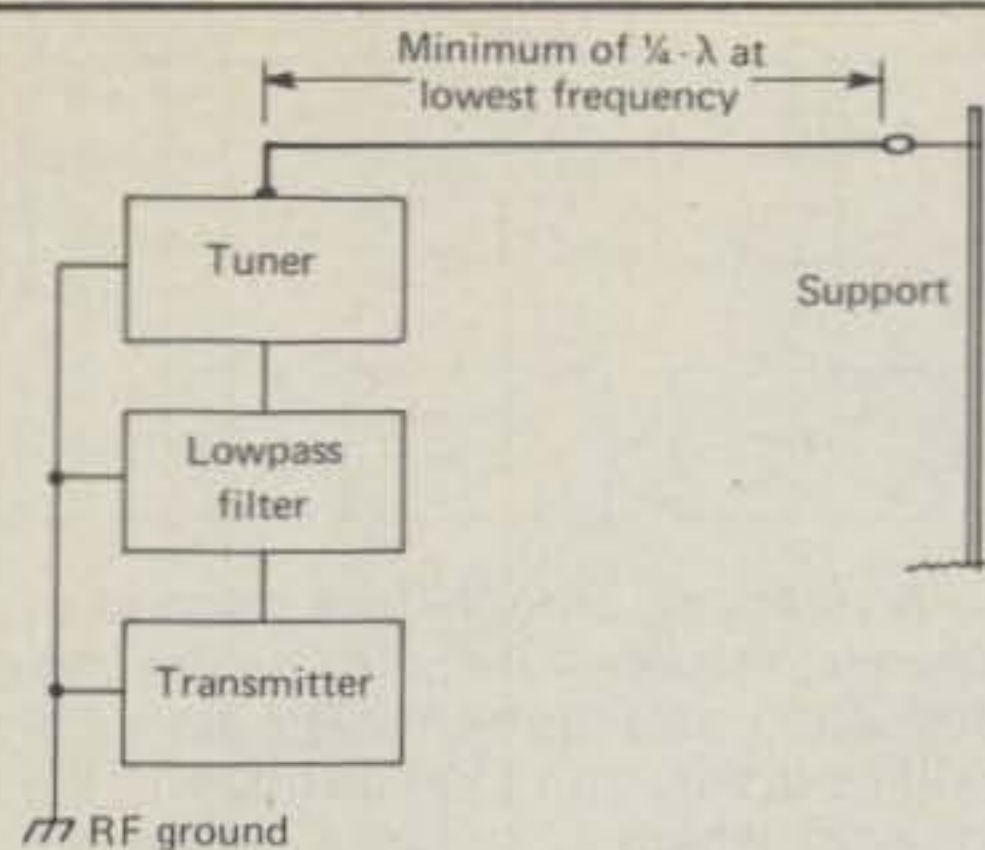 Minimum of ¼·λ at
lowest frequency
Tuner
Support
Lowpass
filter
Transmitter
RF ground